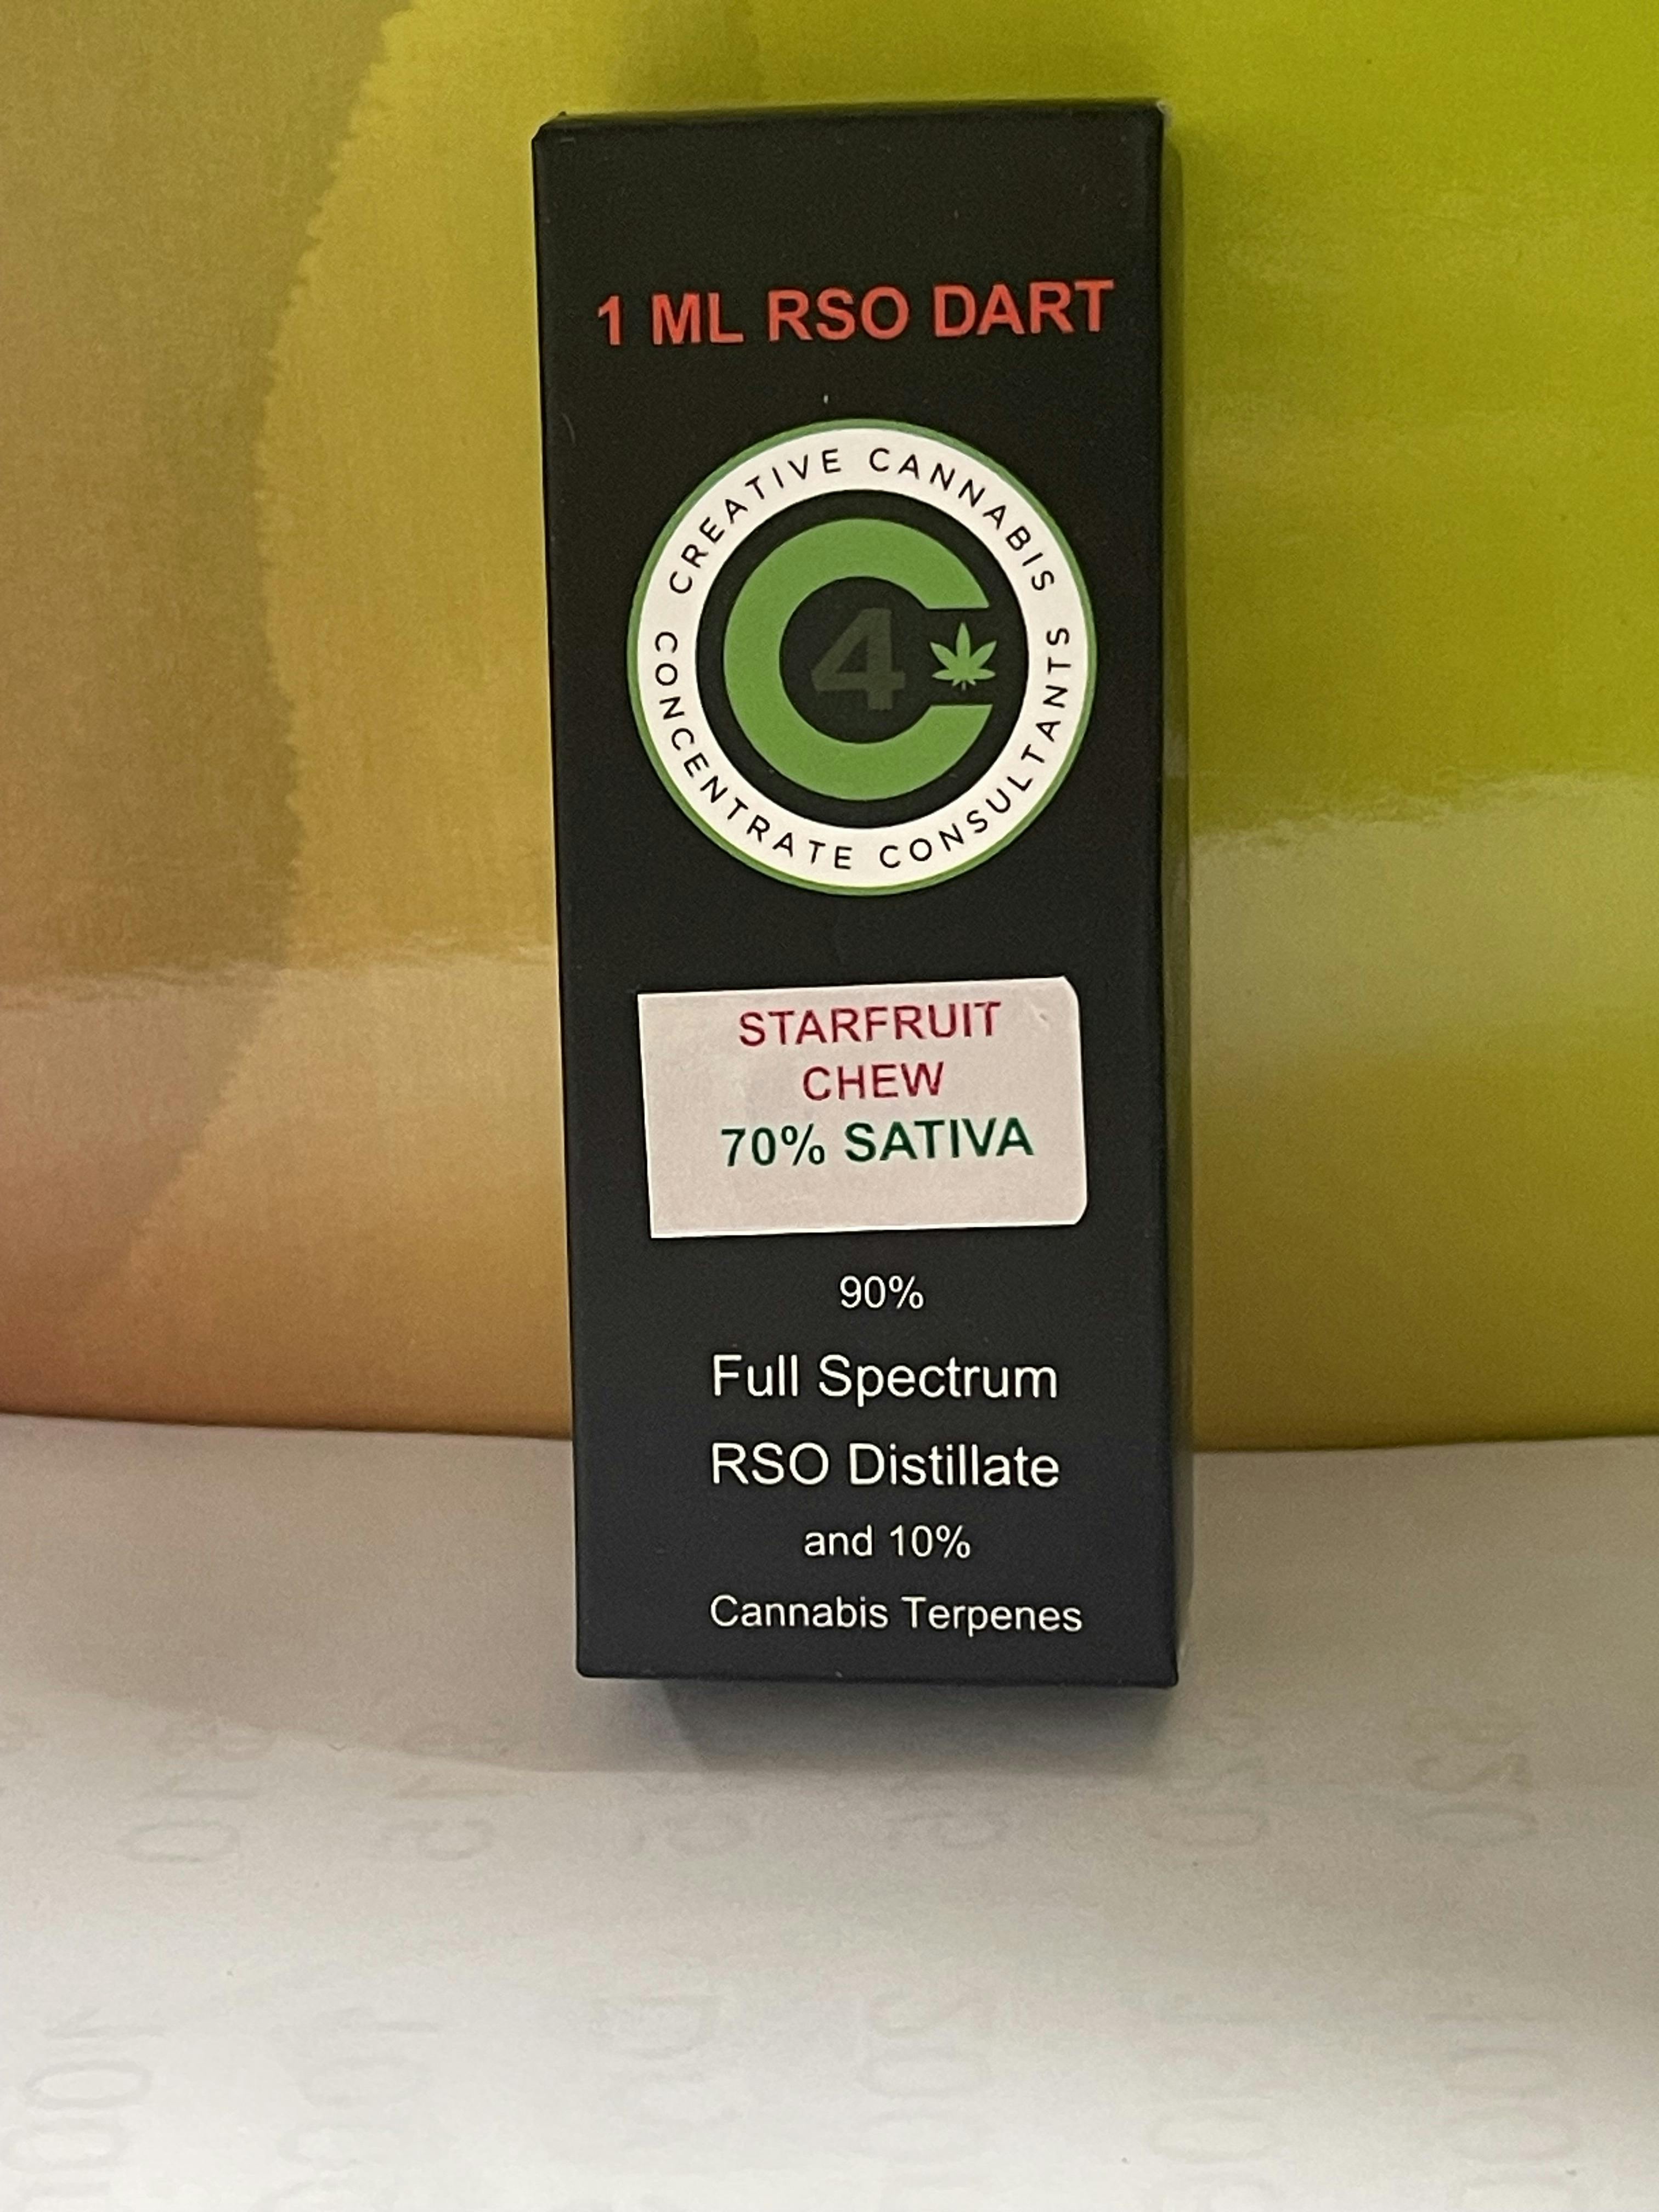 1 ML RSO DART
CREATIVE CANNABIS
CONCENTRATE CONSULTANTS
C4
STARFRUIT
CHEW
70% SATIVA
90%
Full Spectrum
RSO Distillate
and 10%
Cannabis Terpenes